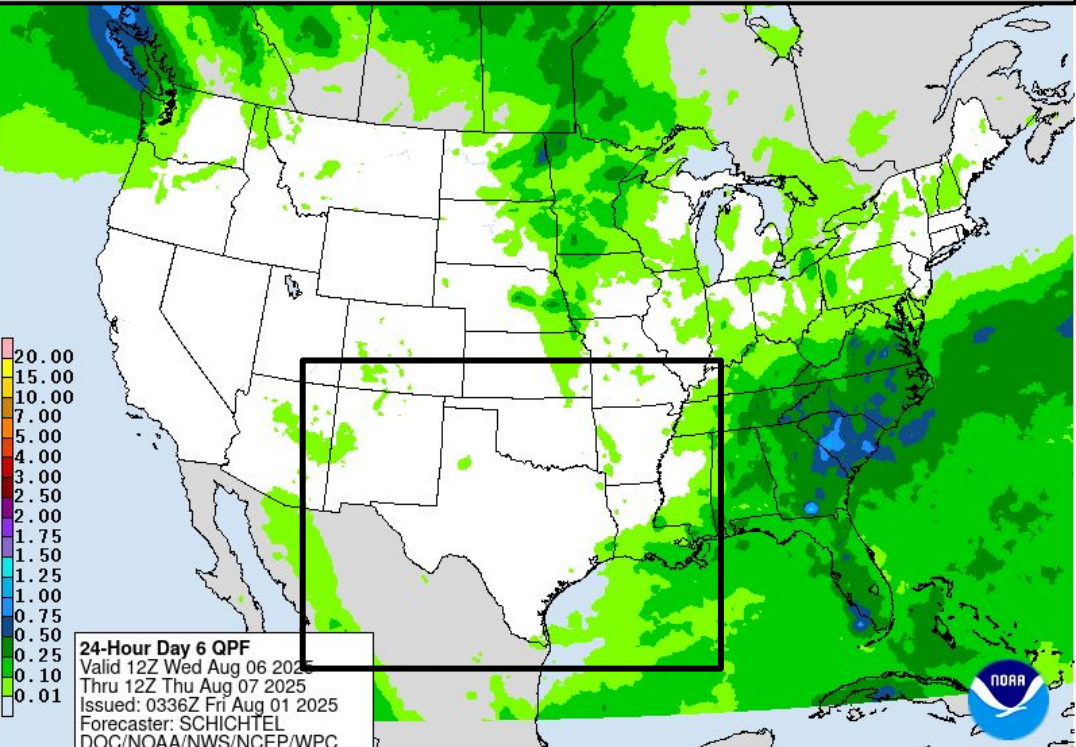 20.00
15.00
10.00
7.00
5.00
4.00
3.00
2.50
2.00
1.75
1.50
1.25
1.00
0.75
0.50
0.25
0.10
0.01
24-Hour Day 6 QPF
Valid 12Z Wed Aug 06 2025
Thru 12Z Thu Aug 07 2025
Issued: 0336Z Fri Aug 01 2025
Forecaster: SCHICHTEL
DOC/NOAA/NWS/NCEP/WPC
NOAA